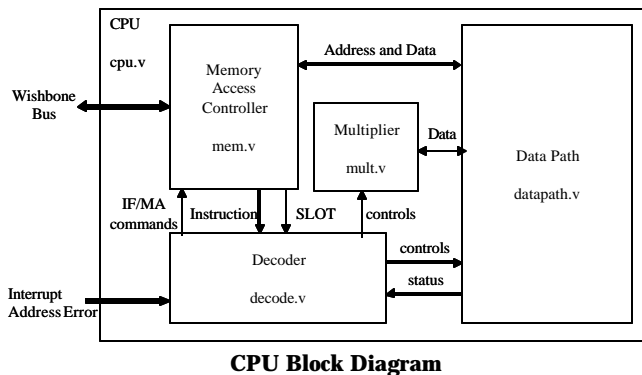 CPU
cpu.v
Wishbone
Bus
Memory
Access
Controller
mem.v
Address and Data
Multiplier
mult.v
Data
Data Path
datapath.v
IF/MA
commands
Instruction
SLOT
controls
Decoder
decode.v
controls
status
Interrupt
Address Error
CPU Block Diagram